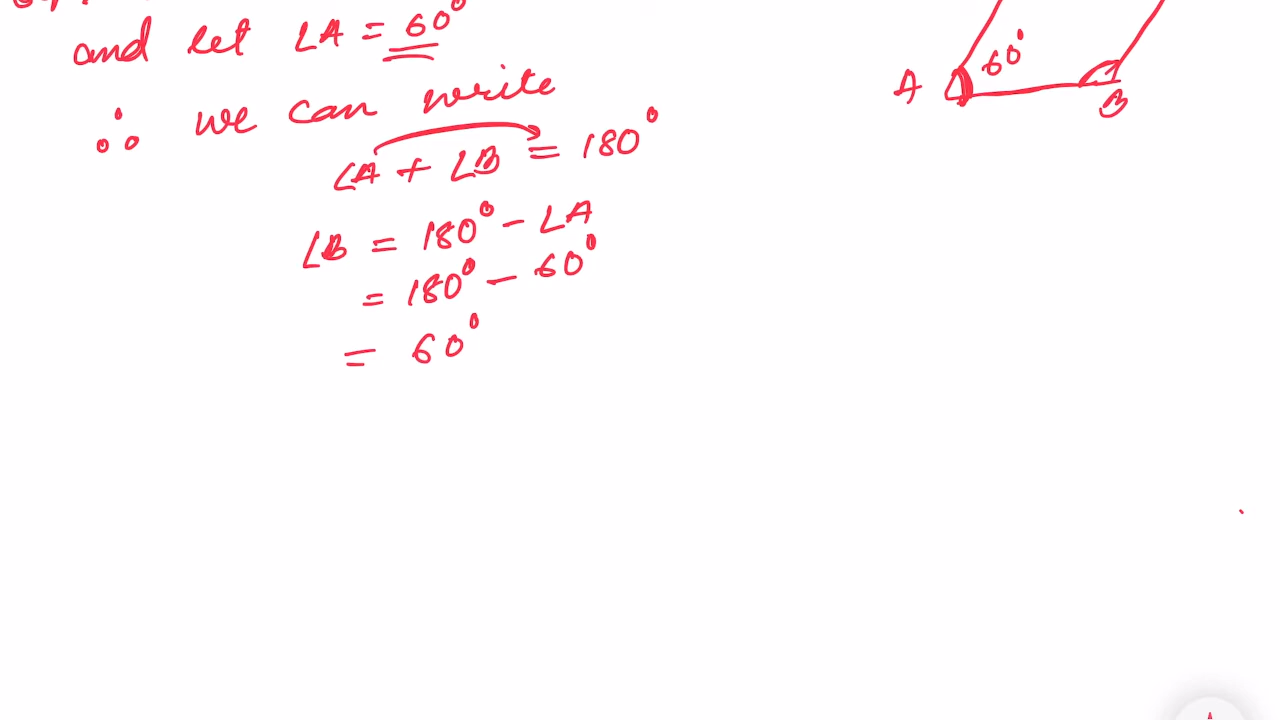 and let ∠A = 60°
∴ we can write
∠A + ∠B = 180°
∠B = 180° - ∠A
= 180° - 60°
= 60°
60°
A
B